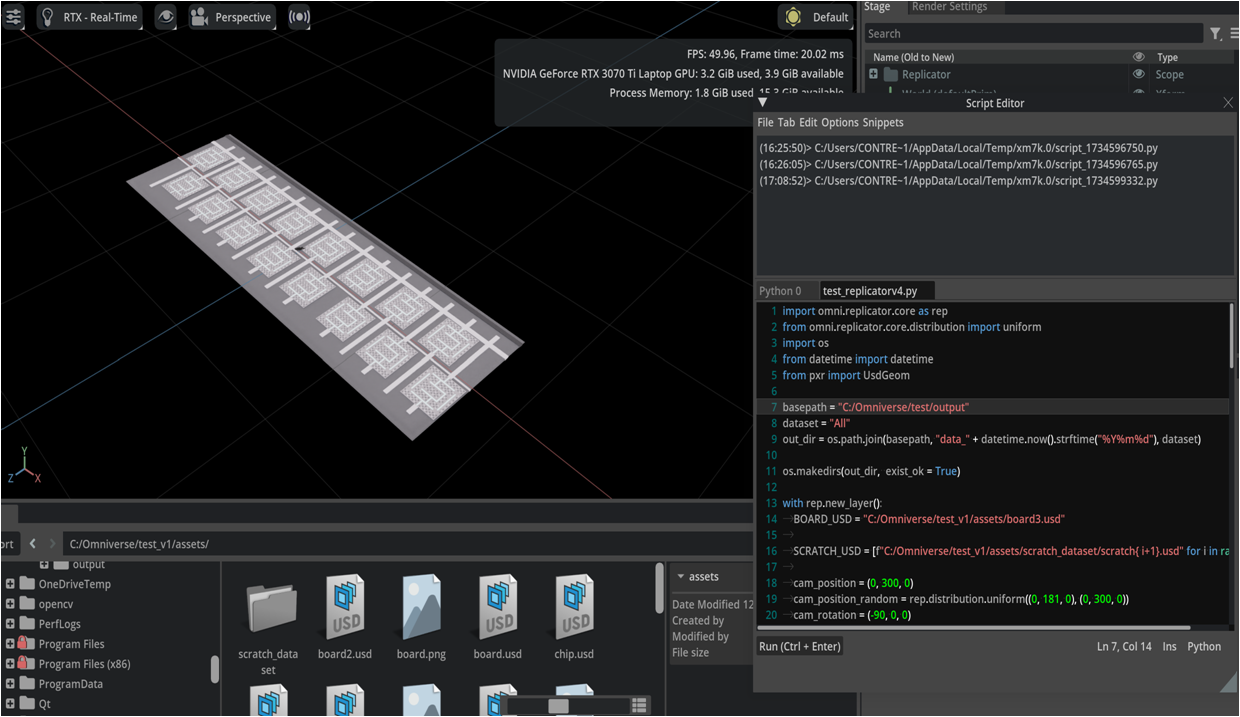 RTX - Real-Time
Perspective
Default
FPS: 49.96, Frame time: 20.02 ms
NVIDIA GeForce RTX 3070 Ti Laptop GPU: 3.2 GiB used, 3.9 GiB available
Process Memory: 1.8 GiB used, 15.3 GiB available
Y
Z
X
Stage
Render Settings
Search
Name (Old to New)
Type
Replicator
Scope
World (defaultPrim)
Xform
Script Editor
File Tab Edit Options Snippets
(16:25:50)> C:/Users/CONTRE~1/AppData/Local/Temp/xm7k.0/script_1734596750.py
(16:26:05)> C:/Users/CONTRE~1/AppData/Local/Temp/xm7k.0/script_1734596765.py
(17:08:52)> C:/Users/CONTRE~1/AppData/Local/Temp/xm7k.0/script_1734599332.py
Python 0
test_replicatorv4.py
1 import omni.replicator.core as rep
2 from omni.replicator.core.distribution import uniform
3 import os
4 from datetime import datetime
5 from pxr import UsdGeom
6
7 basepath = "C:/Omniverse/test/output"
8 dataset = "All"
9 out_dir = os.path.join(basepath, "data_" + datetime.now().strftime("%Y%m%d"), dataset)
10
11 os.makedirs(out_dir, exist_ok = True)
12
13 with rep.new_layer():
14 →BOARD_USD = "C:/Omniverse/test_v1/assets/board3.usd"
15 →
16 →SCRATCH_USD = [f"C:/Omniverse/test_v1/assets/scratch_dataset/scratch{ i+1}.usd" for i in ra
17 →
18 →cam_position = (0, 300, 0)
19 →cam_position_random = rep.distribution.uniform((0, 181, 0), (0, 300, 0))
20 →cam_rotation = (-90, 0, 0)
Run (Ctrl + Enter)
Ln 7, Col 14 Ins Python
ort
C:/Omniverse/test_v1/assets/
output
OneDriveTemp
opencv
PerfLogs
Program Files
Program Files (x86)
ProgramData
Qt
USD
USD
USD
scratch_data
set
board2.usd
board.png
board.usd
chip.usd
assets
Date Modified 12
Created by
Modified by
File size